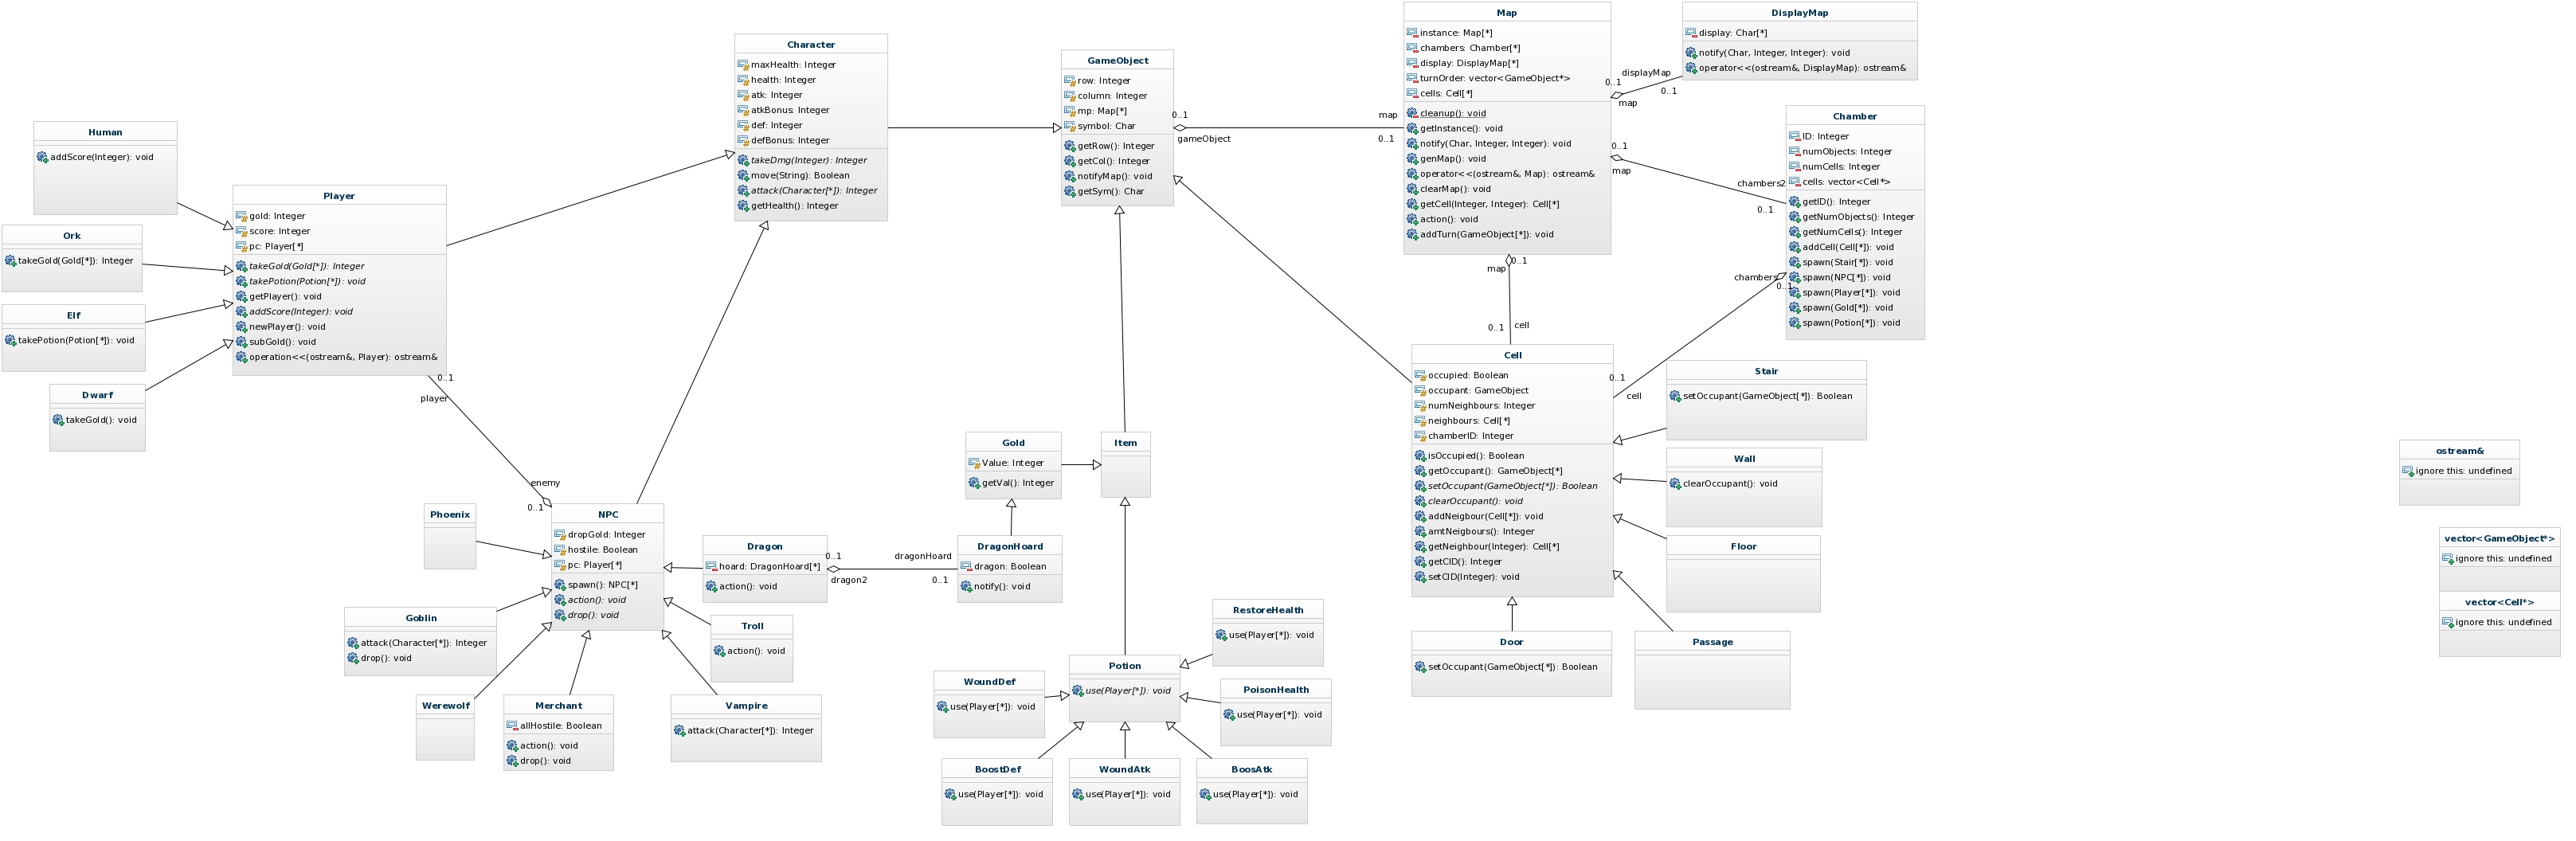 Human
addScore(Integer): void
Ork
takeGold(Gold[*]): Integer
Elf
takePotion(Potion[*]): void
Dwarf
takeGold(): void
Player
gold: Integer
score: Integer
pc: Player[*]
takeGold(Gold[*]): Integer
takePotion(Potion[*]): void
getPlayer(): void
addScore(Integer): void
newPlayer(): void
subGold(): void
operation<<(ostream&, Player): ostream&
0..1
player
enemy
0..1
Character
maxHealth: Integer
health: Integer
atk: Integer
atkBonus: Integer
def: Integer
defBonus: Integer
takeDmg(Integer): Integer
move(String): Boolean
attack(Character[*]): Integer
getHealth(): Integer
GameObject
row: Integer
column: Integer
mp: Map[*]
symbol: Char
getRow(): Integer
getCol(): Integer
notifyMap(): void
getSym(): Char
0..1
gameObject
map
0..1
Map
instance: Map[*]
chambers: Chamber[*]
display: DisplayMap[*]
turnOrder: vector<GameObject*>
cells: Cell[*]
cleanup(): void
getInstance(): void
notify(Char, Integer, Integer): void
genMap(): void
operator<<(ostream&, Map): ostream&
clearMap(): void
getCell(Integer, Integer): Cell[*]
action(): void
addTurn(GameObject[*]): void
displayMap
0..1
0..1
map
DisplayMap
display: Char[*]
notify(Char, Integer, Integer): void
operator<<(ostream&, DisplayMap): ostream&
0..1
map
chambers2
0..1
Chamber
ID: Integer
numObjects: Integer
numCells: Integer
cells: vector<Cell*>
getID(): Integer
getNumObjects(): Integer
getNumCells(): Integer
addCell(Cell[*]): void
spawn(Stair[*]): void
spawn(NPC[*]): void
spawn(Player[*]): void
spawn(Gold[*]): void
spawn(Potion[*]): void
chambers
0..1
0..1
map
0..1
cell
0..1
cell
Cell
occupied: Boolean
occupant: GameObject
numNeighbours: Integer
neighbours: Cell[*]
chamberID: Integer
isOccupied(): Boolean
getOccupant(): GameObject[*]
setOccupant(GameObject[*]): Boolean
clearOccupant(): void
addNeigbour(Cell[*]): void
amtNeigbours(): Integer
getNeighbour(Integer): Cell[*]
getCID(): Integer
setCID(Integer): void
Stair
setOccupant(GameObject[*]): Boolean
Wall
clearOccupant(): void
Floor
Passage
Door
setOccupant(GameObject[*]): Boolean
Gold
Value: Integer
getVal(): Integer
Item
Phoenix
NPC
dropGold: Integer
hostile: Boolean
pc: Player[*]
spawn(): NPC[*]
action(): void
drop(): void
Dragon
hoard: DragonHoard[*]
action(): void
0..1
dragon2
dragonHoard
0..1
DragonHoard
dragon: Boolean
notify(): void
Goblin
attack(Character[*]): Integer
drop(): void
Troll
action(): void
Werewolf
Merchant
allHostile: Boolean
action(): void
drop(): void
Vampire
attack(Character[*]): Integer
RestoreHealth
use(Player[*]): void
WoundDef
use(Player[*]): void
Potion
use(Player[*]): void
PoisonHealth
use(Player[*]): void
BoostDef
use(Player[*]): void
WoundAtk
use(Player[*]): void
BoosAtk
use(Player[*]): void
ostream&
ignore this: undefined
vector<GameObject*>
ignore this: undefined
vector<Cell*>
ignore this: undefined